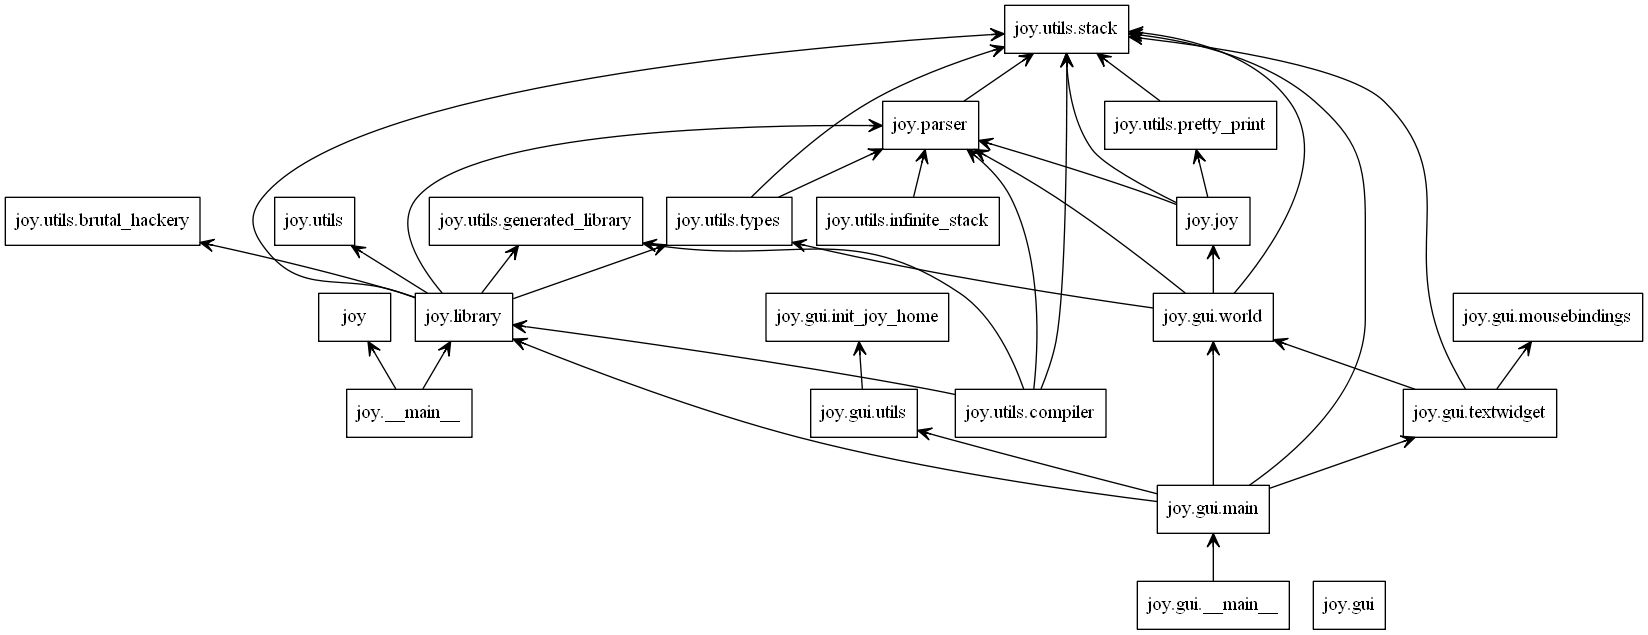 joy.utils.stack
joy.parser
joy.utils.pretty_print
joy.utils.brutal_hackery
joy.utils
joy.utils.generated_library
joy.utils.types
joy.utils.infinite_stack
joy.joy
joy
joy.library
joy.gui.init_joy_home
joy.gui.world
joy.gui.mousebindings
joy.__main__
joy.gui.utils
joy.utils.compiler
joy.gui.textwidget
joy.gui.main
joy.gui.__main__
joy.gui